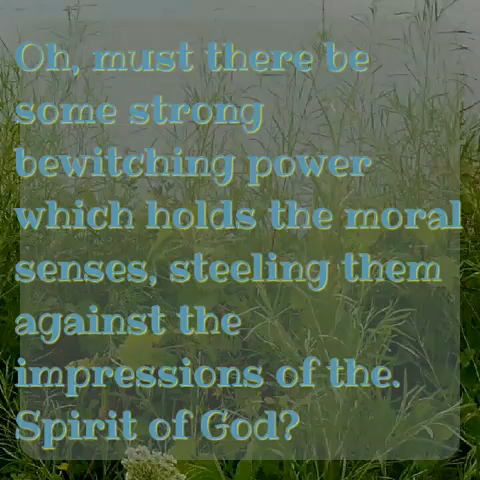 Oh, must there be
some strong
bewitching power
which holds the moral
senses, steeling them
against the
impressions of the.
Spirit of God?